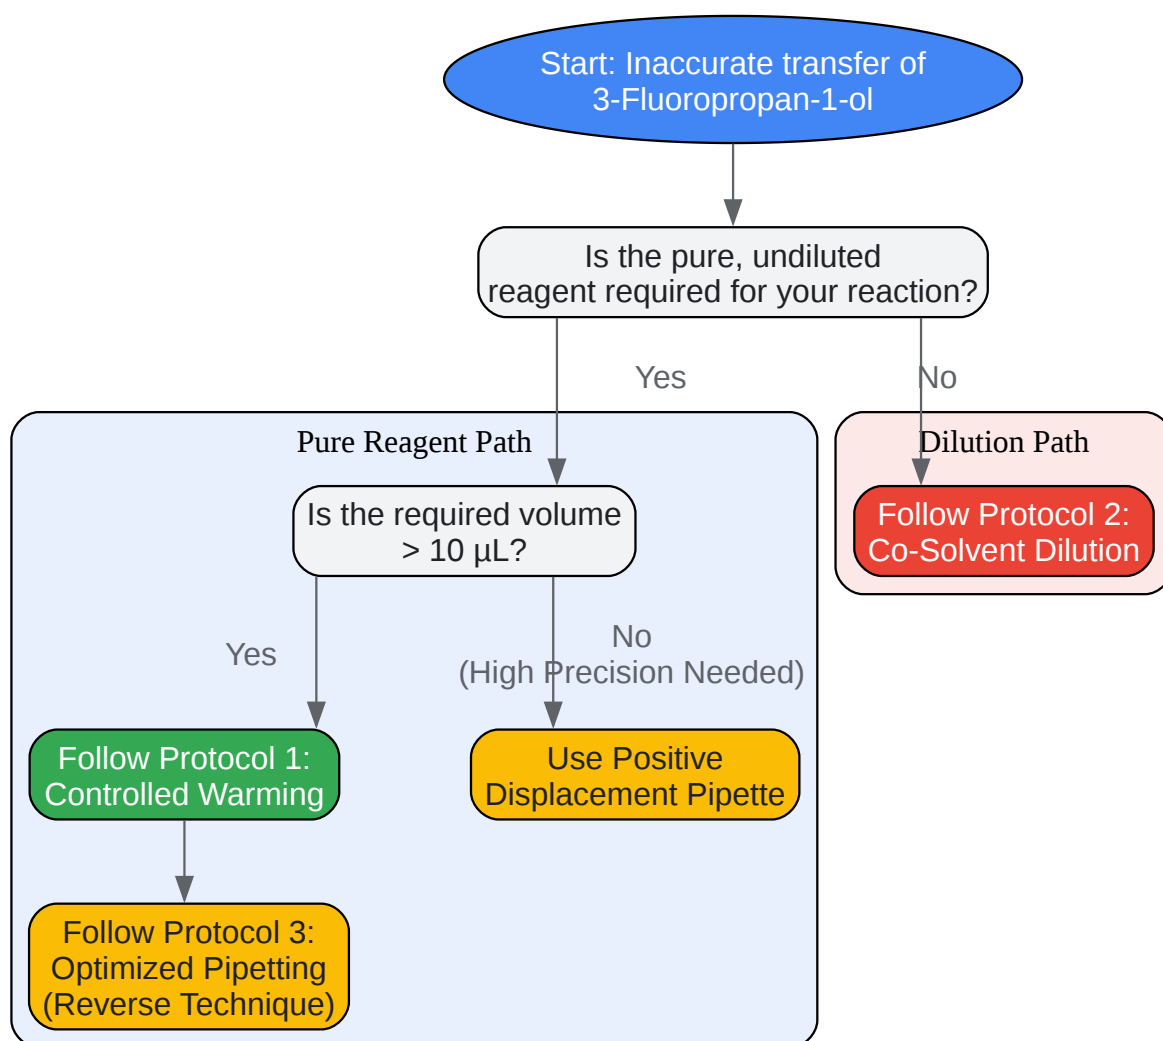 Start: Inaccurate transfer of
3-Fluoropropan-1-ol
Is the pure, undiluted
reagent required for your reaction?
Yes
No
Pure Reagent Path
Dilution Path
Is the required volume
> 10 µL?
Follow Protocol 2:
Co-Solvent Dilution
Yes
No
(High Precision Needed)
Follow Protocol 1:
Controlled Warming
Use Positive
Displacement Pipette
Follow Protocol 3:
Optimized Pipetting
(Reverse Technique)